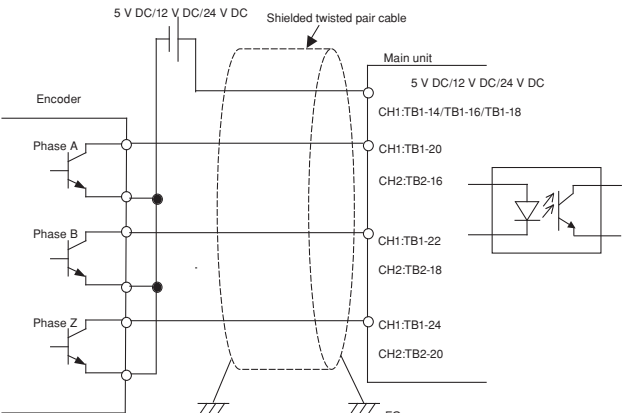 5 V DC/12 V DC/24 V DC
Shielded twisted pair cable
Main unit
5 V DC/12 V DC/24 V DC
Encoder
CH1:TB1-14/TB1-16/TB1-18
Phase A
CH1:TB1-20
CH2:TB2-16
Phase B
CH1:TB1-22
CH2:TB2-18
Phase Z
CH1:TB1-24
CH2:TB2-20